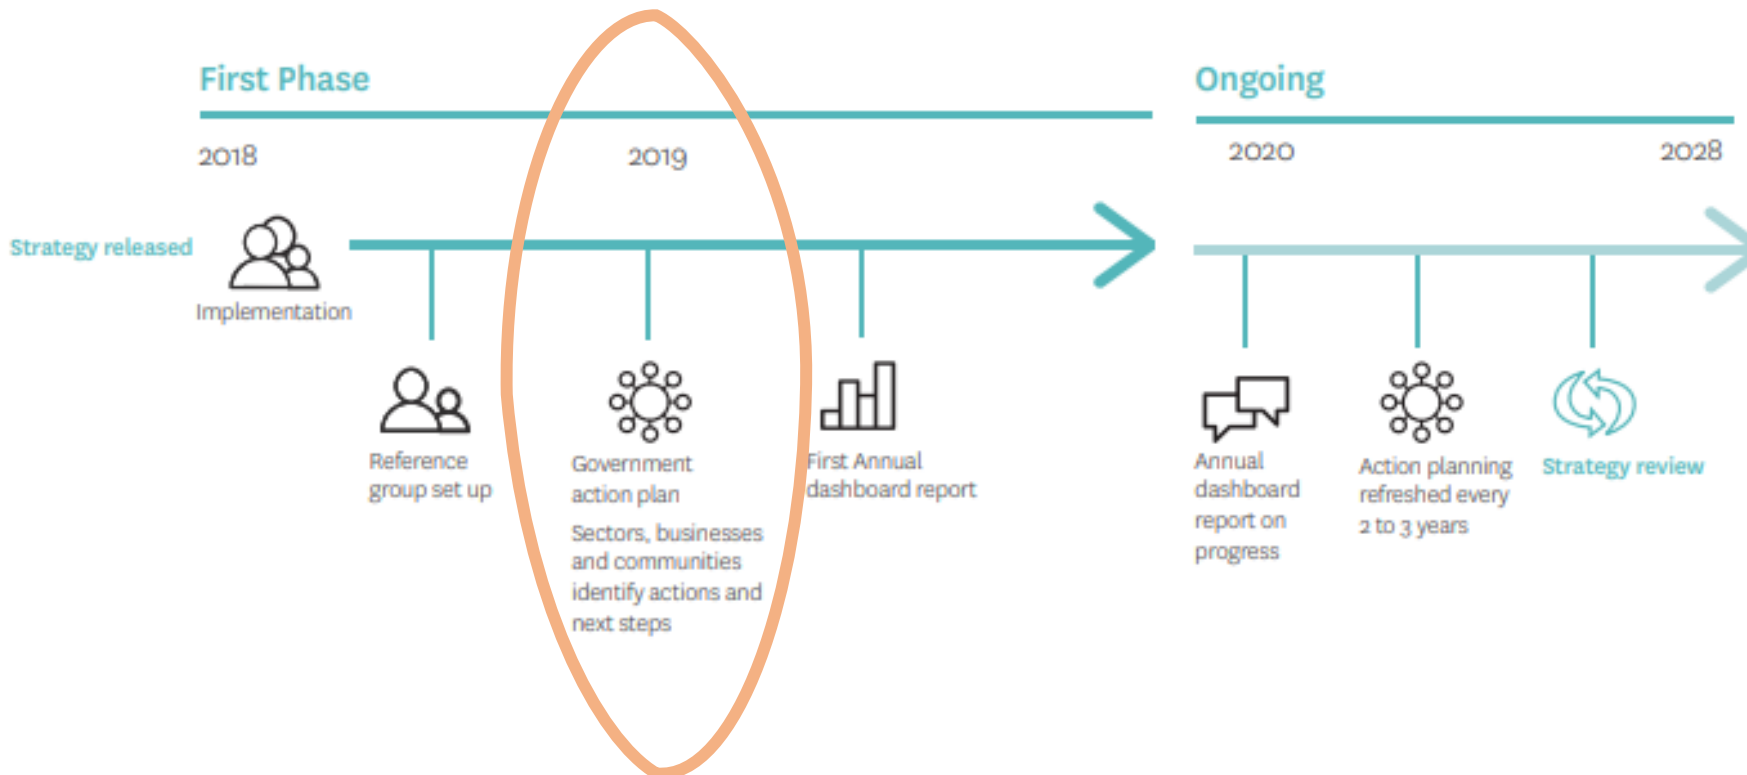 First Phase
Ongoing
2018
2019
2020
2028
Strategy released
Implementation
Reference
group set up
Government
action plan
Sectors, businesses
and communities
identify actions and
next steps
First Annual
dashboard report
Annual
dashboard
report on
progress
Action planning
refreshed every
2 to 3 years
Strategy review